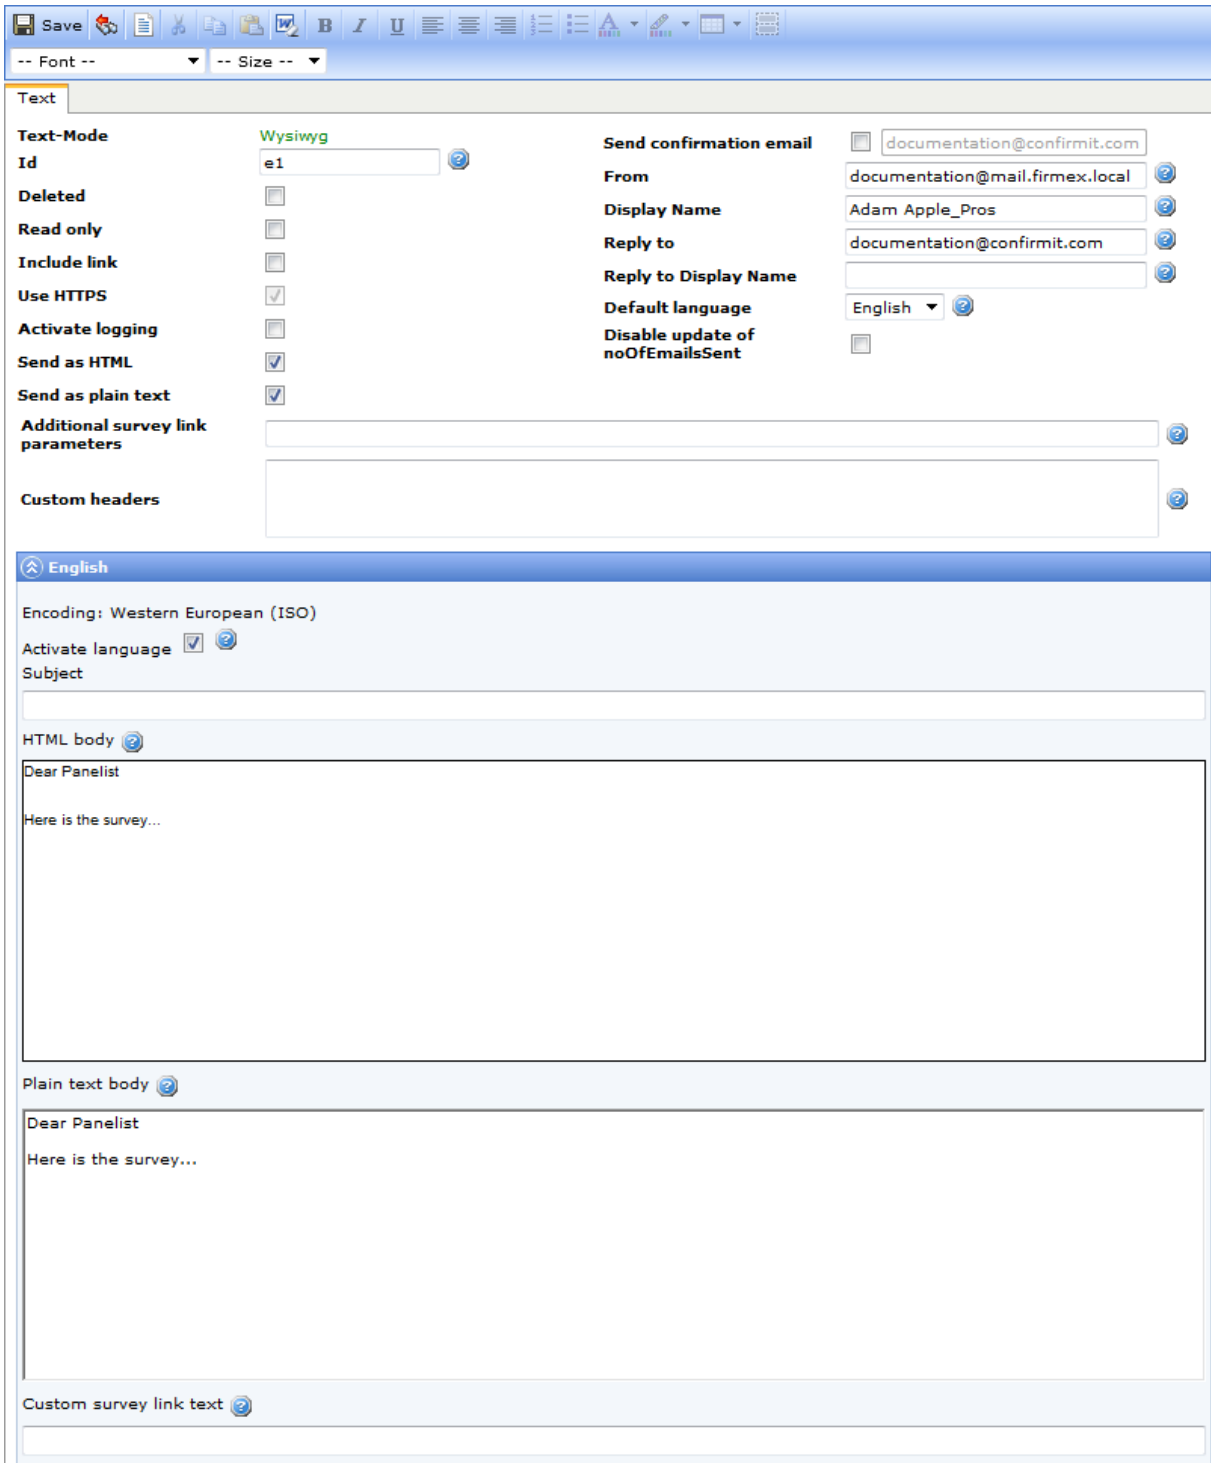 Save B I U A
-- Font -- -- Size --
Text
Text-Mode Wysiwyg
Id e1
Deleted
Read only
Include link
Use HTTPS
Activate logging
Send as HTML
Send as plain text
Send confirmation email documentation@confirmit.com
From documentation@mail.firmex.local
Display Name Adam Apple_Pros
Reply to documentation@confirmit.com
Reply to Display Name
Default language English
Disable update of
noOfEmailsSent
Additional survey link
parameters
Custom headers
English
Encoding: Western European (ISO)
Activate language
Subject
HTML body
Dear Panelist
Here is the survey...
Plain text body
Dear Panelist
Here is the survey...
Custom survey link text